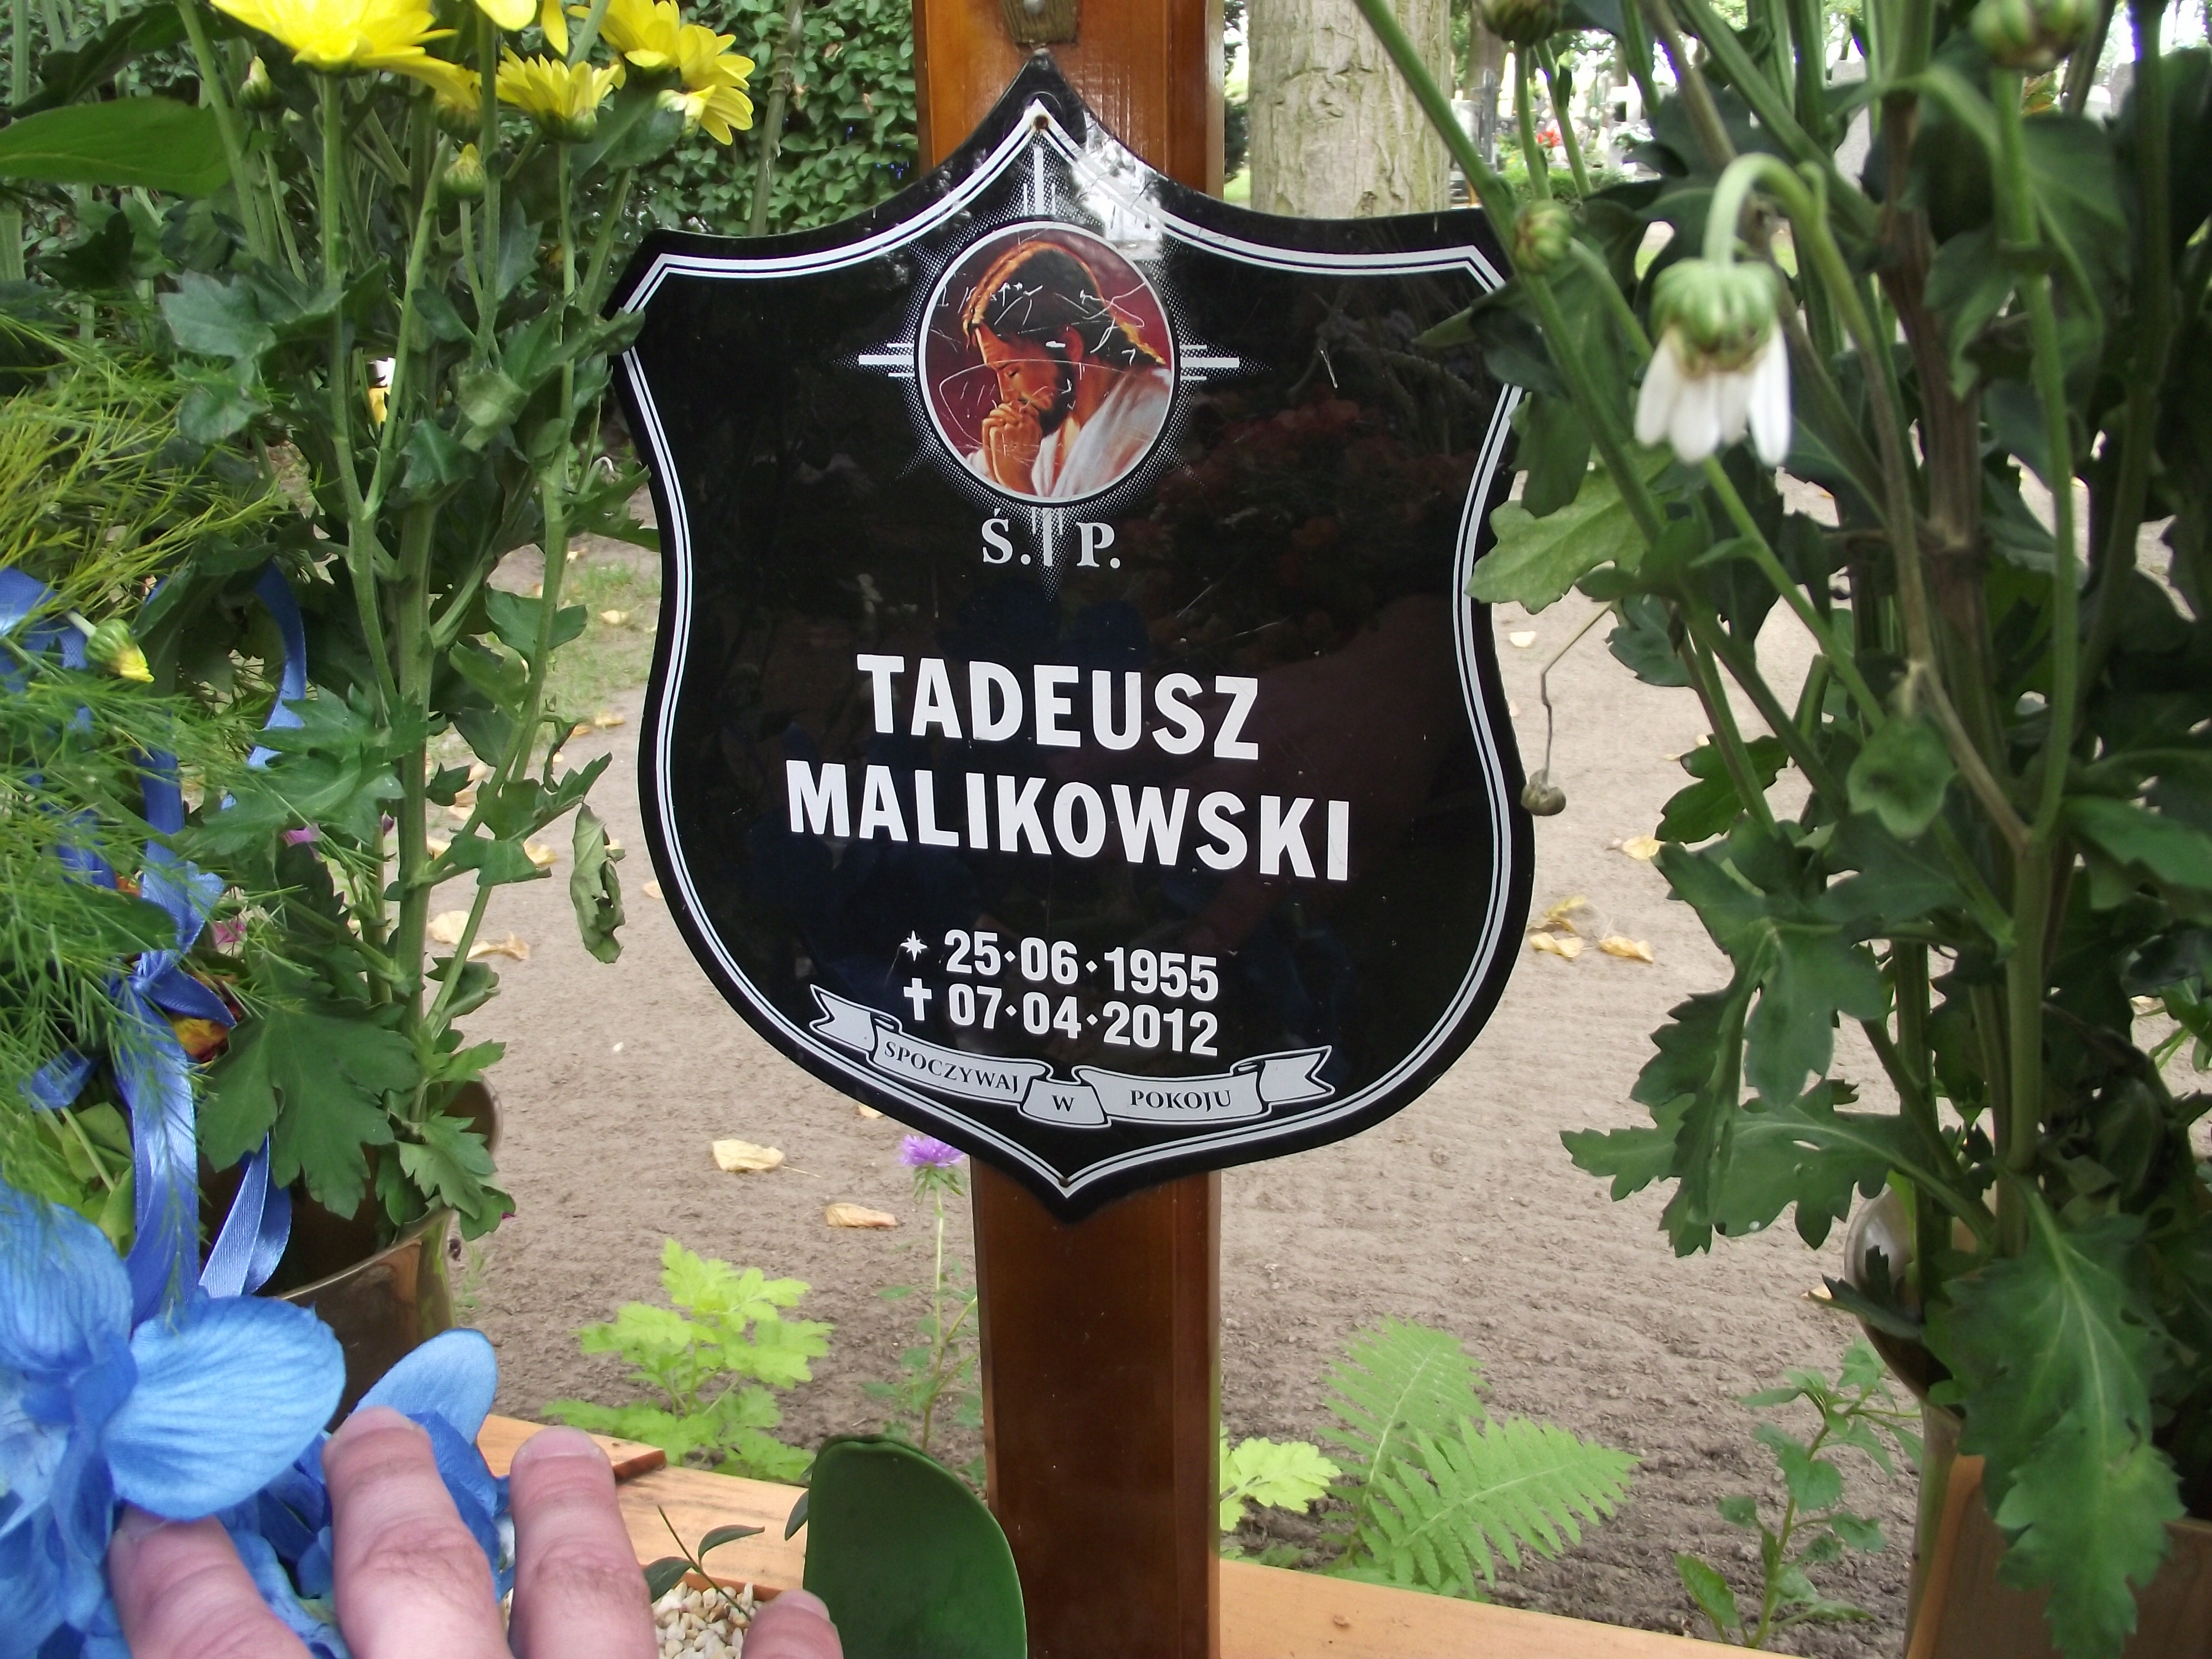 Ś. P.
TADEUSZ
MALIKOWSKI
* 25·06·1955
✝ 07·04·2012
SPOCZYWAJ W POKOJU